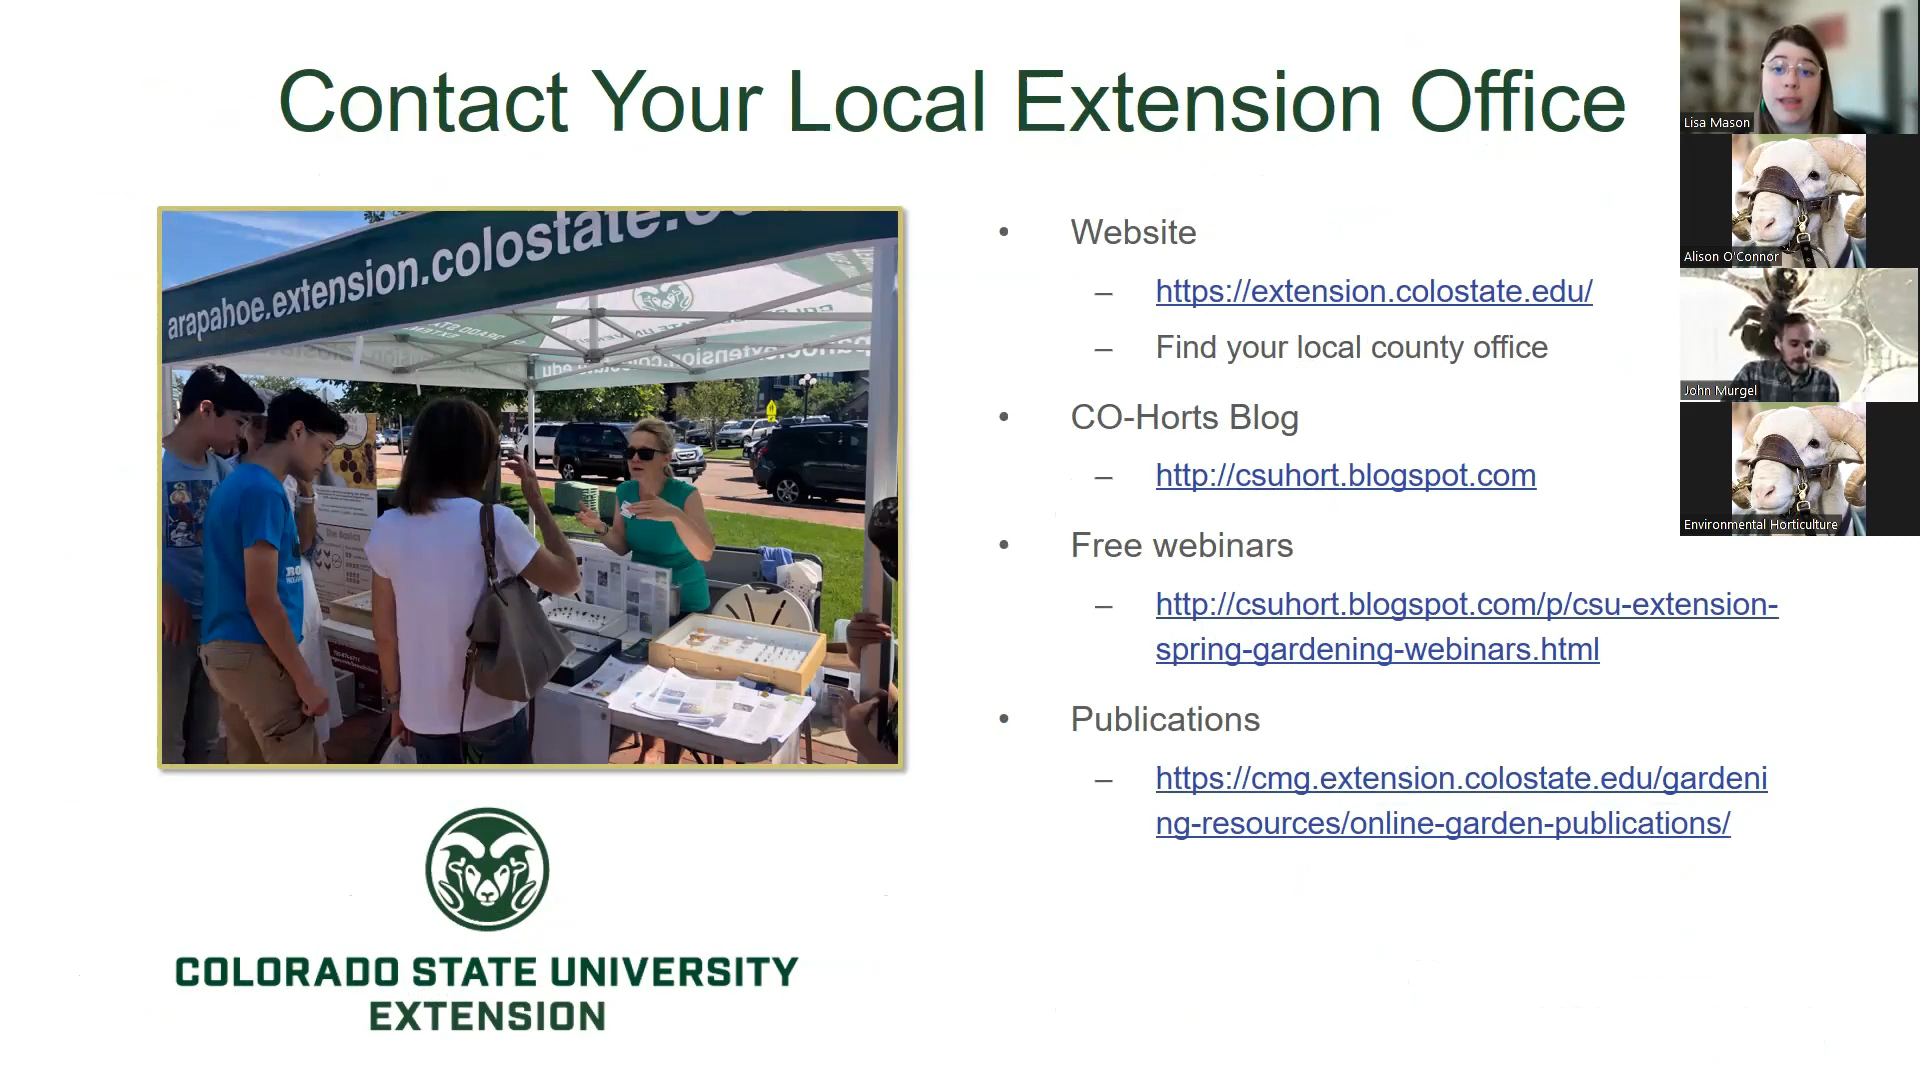 Contact Your Local Extension Office
arapahoe.extension.colostate.
• Website
– https://extension.colostate.edu/
– Find your local county office
• CO-Horts Blog
– http://csuhort.blogspot.com
• Free webinars
– http://csuhort.blogspot.com/p/csu-extension-
spring-gardening-webinars.html
• Publications
– https://cmg.extension.colostate.edu/gardeni
ng-resources/online-garden-publications/
COLORADO STATE UNIVERSITY
EXTENSION
Lisa Mason
Alison O'Connor
John Murgel
Environmental Horticulture